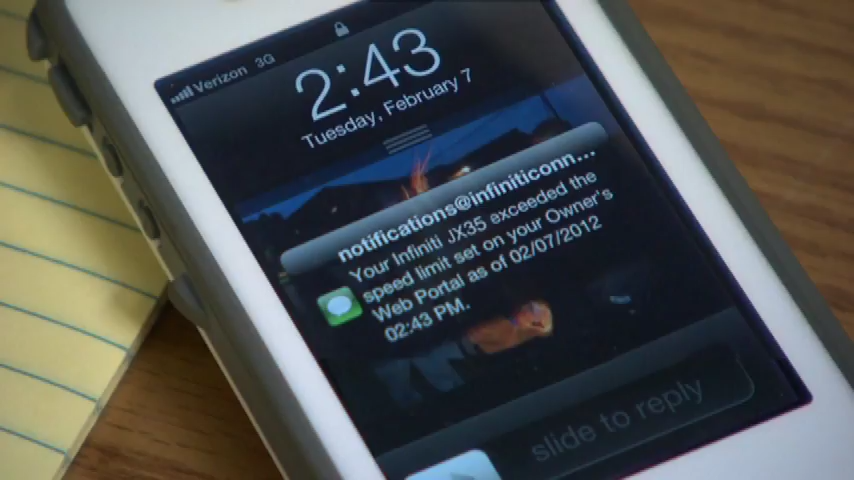 Verizon 3G
2:43
Tuesday, February 7
notifications@infiniticonn...
Your Infiniti JX35 exceeded the
speed limit set on your Owner's
Web Portal as of 02/07/2012
02:43 PM.
slide to reply